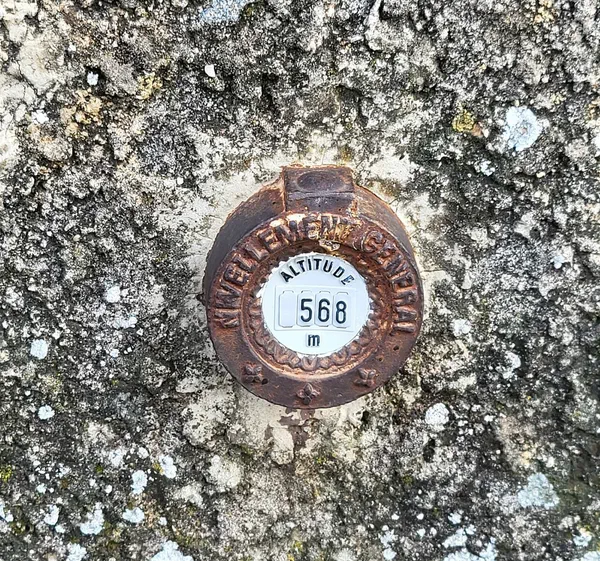 NIVELLEMENT GENERAL
ALTITUDE
568
m